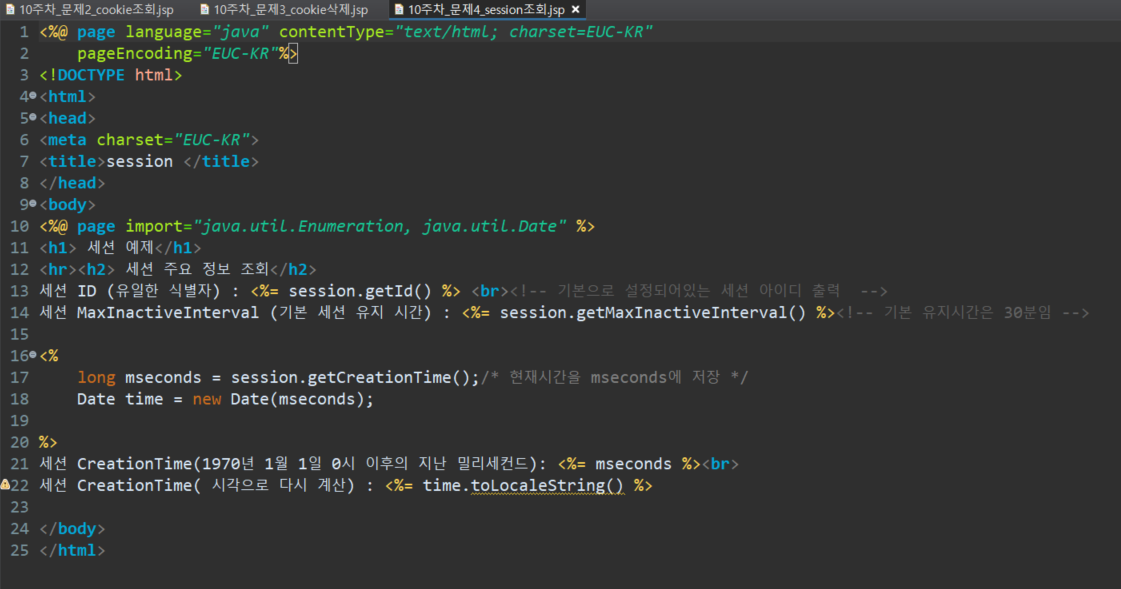 10주차_문제2_cookie조회.jsp 10주차_문제3_cookie삭제.jsp 10주차_문제4_session조회.jsp ×
1 <%@ page language="java" contentType="text/html; charset=EUC-KR"
2     pageEncoding="EUC-KR"%>
3 <!DOCTYPE html>
4 <html>
5 <head>
6 <meta charset="EUC-KR">
7 <title>session </title>
8 </head>
9 <body>
10 <%@ page import="java.util.Enumeration, java.util.Date" %>
11 <h1> 세션 예제</h1>
12 <hr><h2> 세션 주요 정보 조회</h2>
13 세션 ID (유일한 식별자) : <%= session.getId() %> <br><!-- 기본으로 설정되어있는 세션 아이디 출력  -->
14 세션 MaxInactiveInterval (기본 세션 유지 시간) : <%= session.getMaxInactiveInterval() %><!-- 기본 유지시간은 30분임 -->
15
16 <%
17     long mseconds = session.getCreationTime();/* 현재시간을 mseconds에 저장 */
18     Date time = new Date(mseconds);
19
20 %>
21 세션 CreationTime(1970년 1월 1일 0시 이후의 지난 밀리세컨드): <%= mseconds %><br>
22 세션 CreationTime( 시각으로 다시 계산) : <%= time.toLocaleString() %>
23
24 </body>
25 </html>